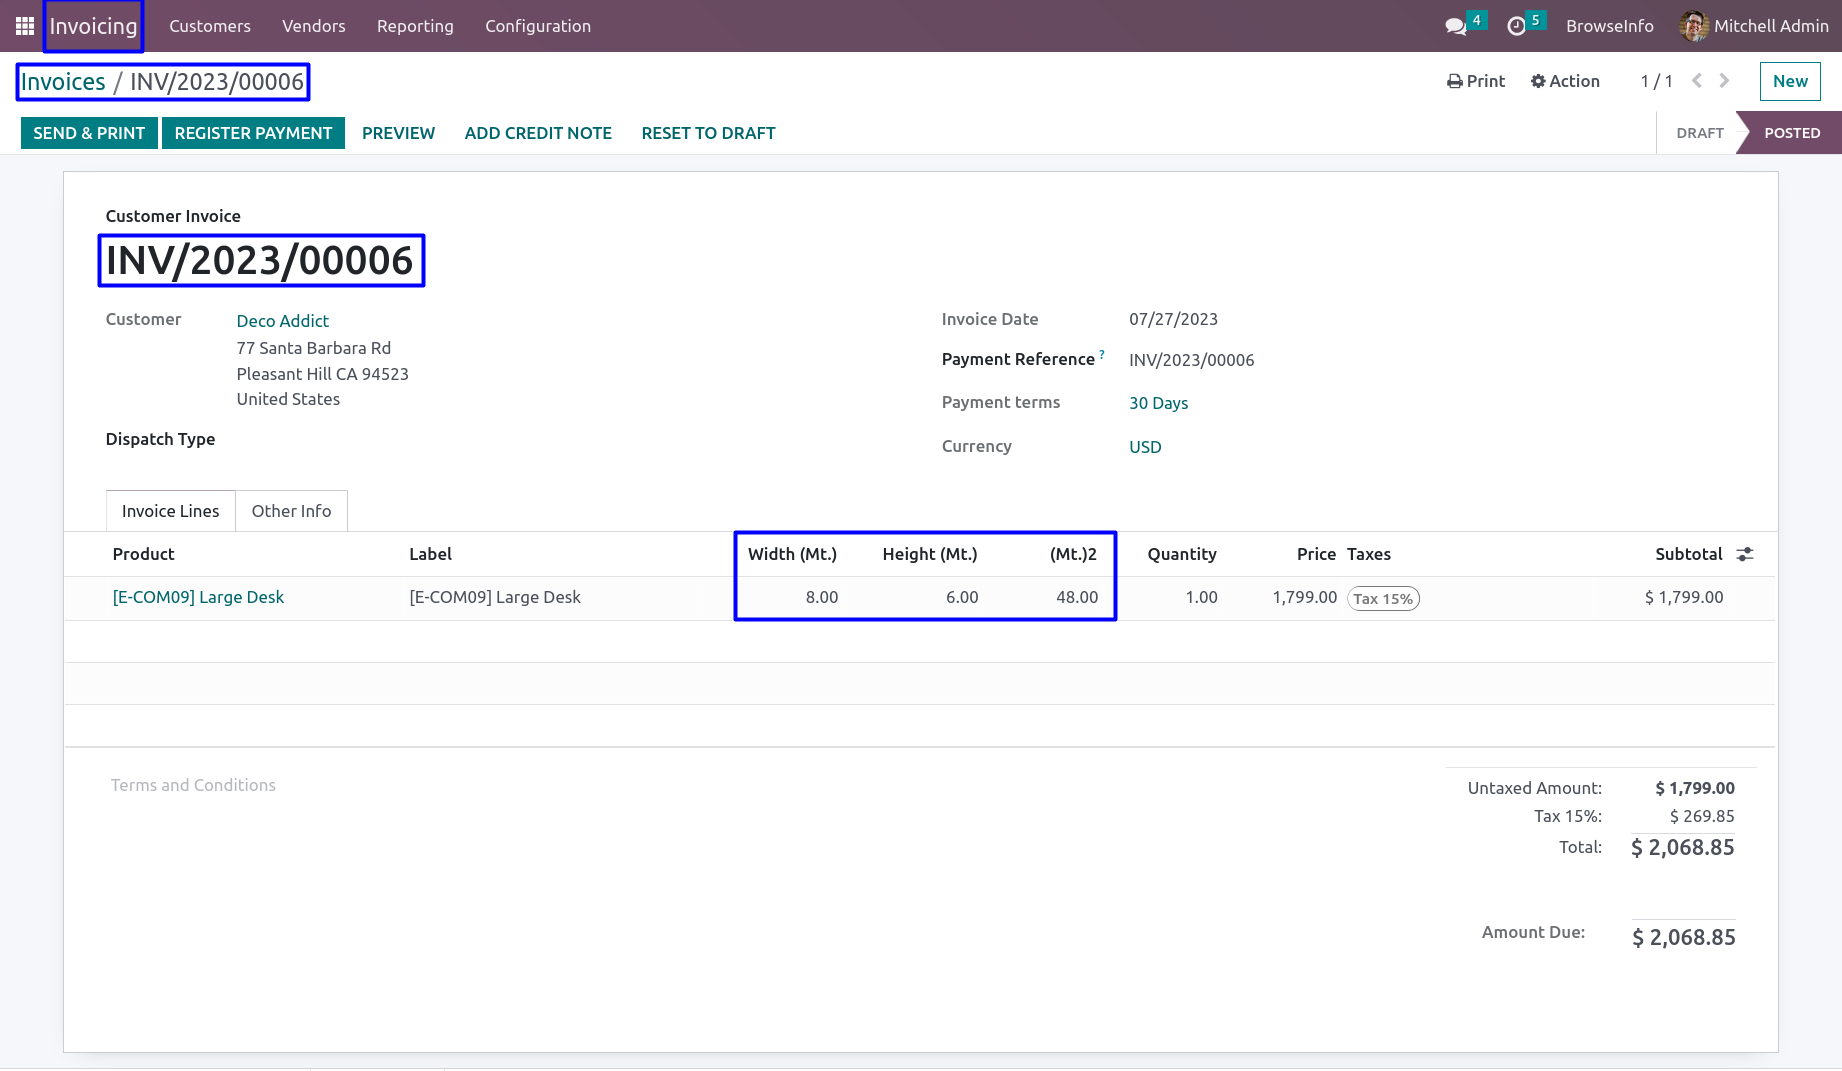 Invoicing Customers Vendors Reporting Configuration 4 5 BrowseInfo Mitchell Admin
Invoices / INV/2023/00006 Print Action 1 / 1 New
SEND & PRINT REGISTER PAYMENT PREVIEW ADD CREDIT NOTE RESET TO DRAFT DRAFT POSTED
Customer Invoice
INV/2023/00006
Customer Deco Addict Invoice Date 07/27/2023
77 Santa Barbara Rd
Payment Reference ? INV/2023/00006
Pleasant Hill CA 94523
United States Payment terms 30 Days
Dispatch Type Currency USD
Invoice Lines Other Info
Product Label Width (Mt.) Height (Mt.) (Mt.)2 Quantity Price Taxes Subtotal
[E-COM09] Large Desk [E-COM09] Large Desk 8.00 6.00 48.00 1.00 1,799.00 Tax 15% $ 1,799.00
Terms and Conditions Untaxed Amount: $ 1,799.00
Tax 15%: $ 269.85
Total: $ 2,068.85
Amount Due: $ 2,068.85